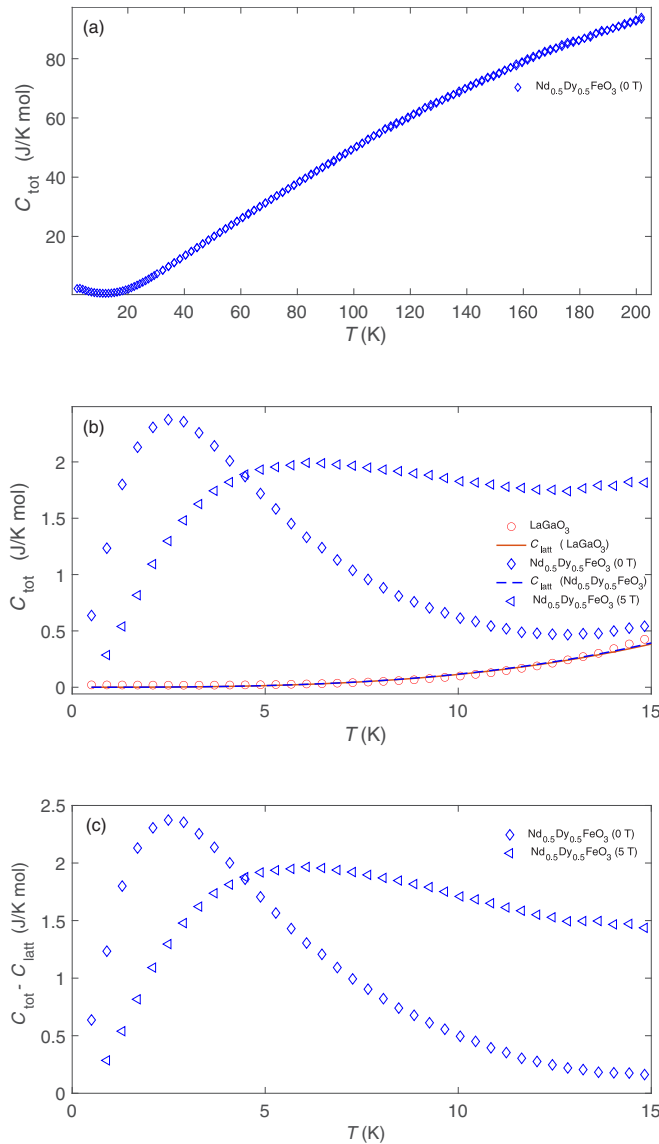 (a)
80
60
40
20
C_tot (J/K mol)
Nd₀.₅Dy₀.₅FeO₃ (0 T)
20 40 60 80 100 120 140 160 180 200
T (K)
(b)
2
1.5
1
0.5
0
C_tot (J/K mol)
LaGaO₃
C_latt (LaGaO₃)
Nd₀.₅Dy₀.₅FeO₃ (0 T)
C_latt (Nd₀.₅Dy₀.₅FeO₃)
Nd₀.₅Dy₀.₅FeO₃ (5 T)
0 5 10 15
T (K)
(c)
2.5
2
1.5
1
0.5
0
C_tot - C_latt (J/K mol)
Nd₀.₅Dy₀.₅FeO₃ (0 T)
Nd₀.₅Dy₀.₅FeO₃ (5 T)
0 5 10 15
T (K)